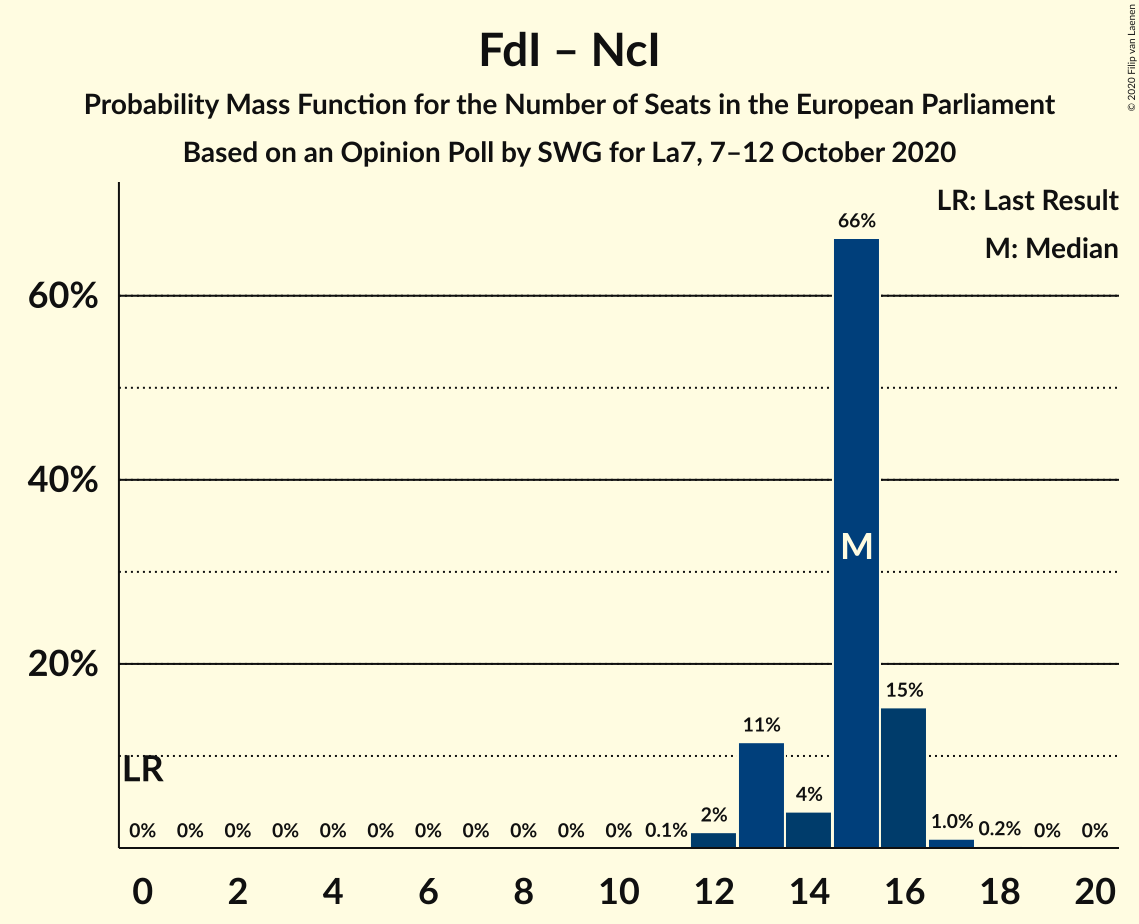 FdI – NcI
Probability Mass Function for the Number of Seats in the European Parliament
Based on an Opinion Poll by SWG for La7, 7–12 October 2020
© 2020 Filip van Laenen
LR: Last Result
M: Median
60%
40%
20%
66%
M
15%
11%
4%
2%
LR
0% 0% 0% 0% 0% 0% 0% 0% 0% 0% 0% 0.1% 1.0% 0.2% 0% 0%
0 2 4 6 8 10 12 14 16 18 20